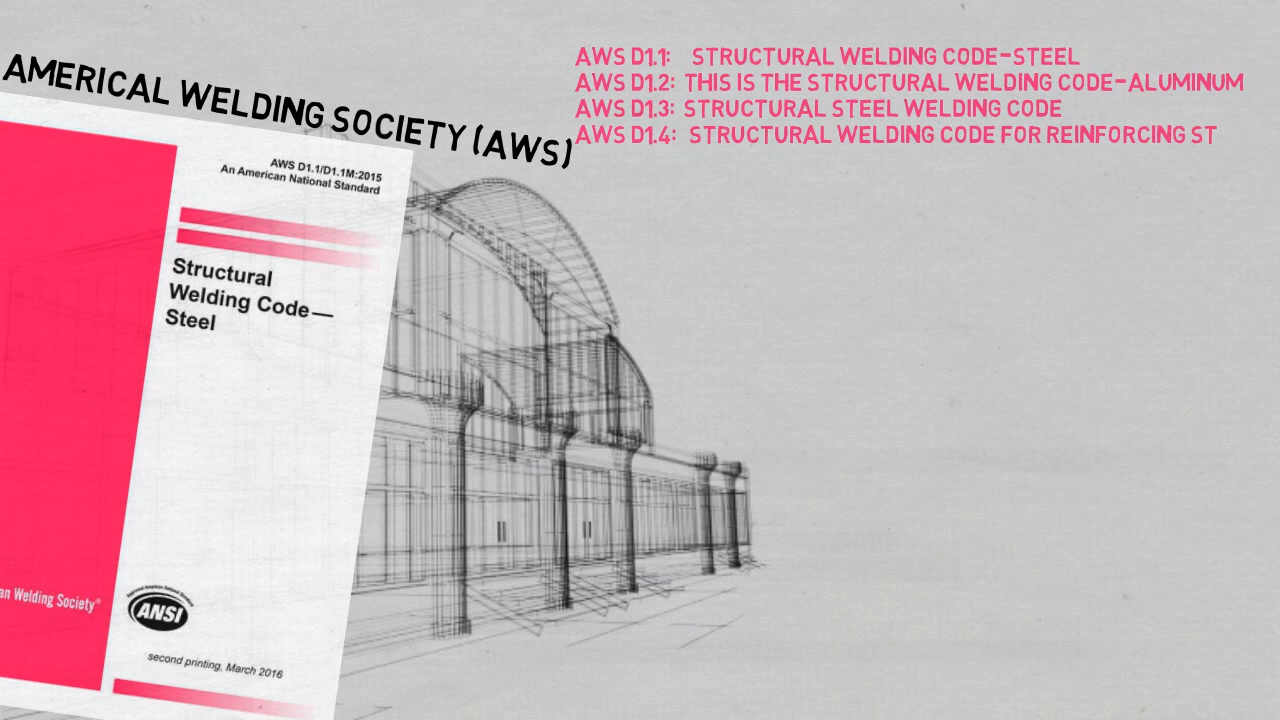 AMERICAL WELDING SOCIETY (AWS)
AWS D1.1: STRUCTURAL WELDING CODE-STEEL
AWS D1.2: THIS IS THE STRUCTURAL WELDING CODE-ALUMINUM
AWS D1.3: STRUCTURAL STEEL WELDING CODE
AWS D1.4: STRUCTURAL WELDING CODE FOR REINFORCING ST
AWS D1.1/D1.1M:2015
An American National Standard
Structural
Welding Code—
Steel
an Welding Society®
ANSI
second printing, March 2016